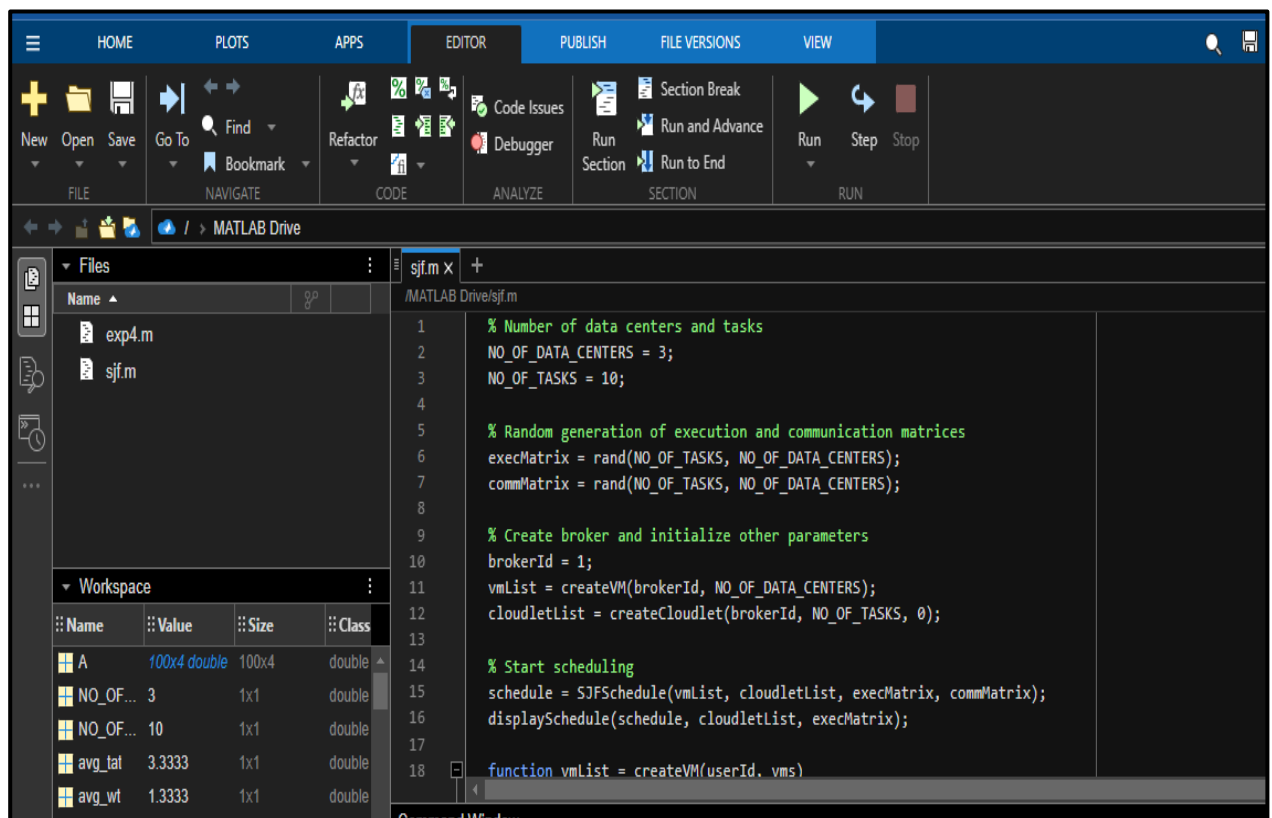 HOME PLOTS APPS EDITOR PUBLISH FILE VERSIONS VIEW
New Open Save
FILE
Go To
Find
Bookmark
NAVIGATE
Refactor
CODE
Code Issues
Debugger
ANALYZE
Run Section
Section Break
Run and Advance
Run to End
SECTION
Run Step Stop
RUN
/ > MATLAB Drive
Files
Name
exp4.m
sjf.m
Workspace
Name Value Size Class
A 100x4 double 100x4 double
NO_OF... 3 1x1 double
NO_OF... 10 1x1 double
avg_tat 3.3333 1x1 double
avg_wt 1.3333 1x1 double
sjf.m × +
/MATLAB Drive/sjf.m
1 % Number of data centers and tasks
2 NO_OF_DATA_CENTERS = 3;
3 NO_OF_TASKS = 10;
4
5 % Random generation of execution and communication matrices
6 execMatrix = rand(NO_OF_TASKS, NO_OF_DATA_CENTERS);
7 commMatrix = rand(NO_OF_TASKS, NO_OF_DATA_CENTERS);
8
9 % Create broker and initialize other parameters
10 brokerId = 1;
11 vmList = createVM(brokerId, NO_OF_DATA_CENTERS);
12 cloudletList = createCloudlet(brokerId, NO_OF_TASKS, 0);
13
14 % Start scheduling
15 schedule = SJFSchedule(vmList, cloudletList, execMatrix, commMatrix);
16 displaySchedule(schedule, cloudletList, execMatrix);
17
18 function vmList = createVM(userId, vms)